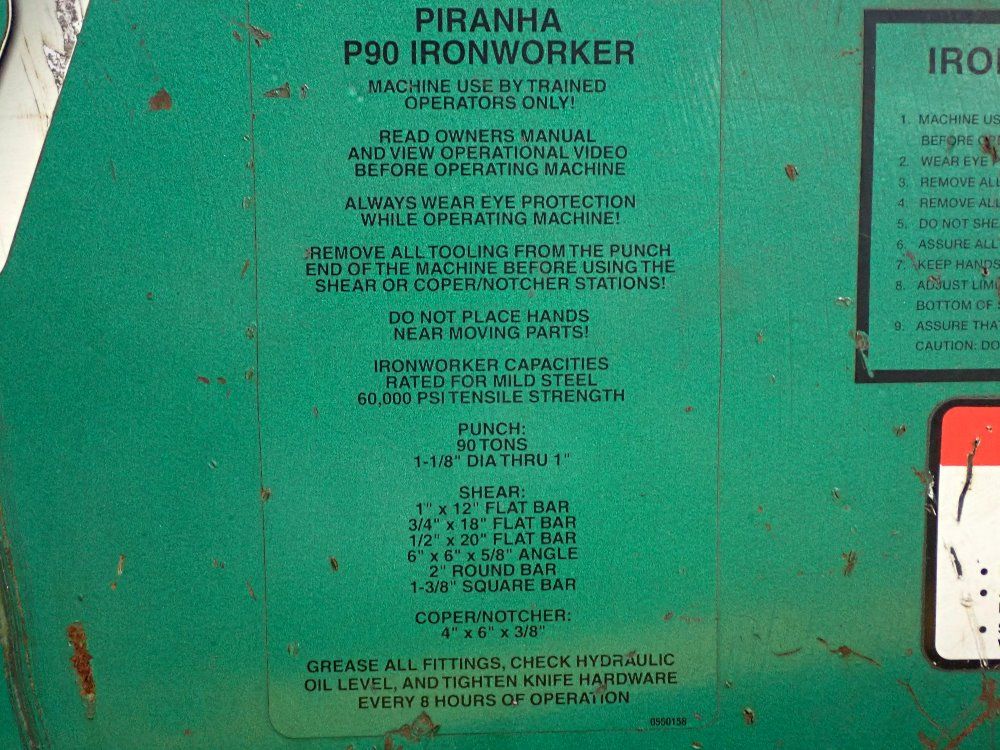 PIRANHA
P90 IRONWORKER
MACHINE USE BY TRAINED
OPERATORS ONLY!
READ OWNERS MANUAL
AND VIEW OPERATIONAL VIDEO
BEFORE OPERATING MACHINE
ALWAYS WEAR EYE PROTECTION
WHILE OPERATING MACHINE!
REMOVE ALL TOOLING FROM THE PUNCH
END OF THE MACHINE BEFORE USING THE
SHEAR OR COPER/NOTCHER STATIONS!
DO NOT PLACE HANDS
NEAR MOVING PARTS!
IRONWORKER CAPACITIES
RATED FOR MILD STEEL
60,000 PSI TENSILE STRENGTH
PUNCH:
90 TONS
1-1/8" DIA THRU 1"
SHEAR:
1" x 12" FLAT BAR
3/4" x 18" FLAT BAR
1/2" x 20" FLAT BAR
6" x 6" x 5/8" ANGLE
2" ROUND BAR
1-3/8" SQUARE BAR
COPER/NOTCHER:
4" x 6" x 3/8"
GREASE ALL FITTINGS, CHECK HYDRAULIC
OIL LEVEL, AND TIGHTEN KNIFE HARDWARE
EVERY 8 HOURS OF OPERATION
IRO
1. MACHINE US
BEFORE
2. WEAR EYE
3. REMOVE ALL
4. REMOVE ALL
5. DO NOT SHE
6. ASSURE ALL
7. KEEP HANDS
8. ADJUST LIMI
BOTTOM OF
9. ASSURE THA
CAUTION: DO